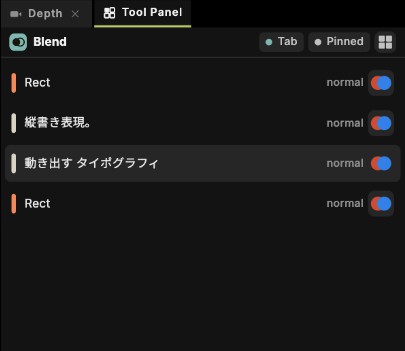 Depth
Tool Panel
Blend
Tab
Pinned
Rect normal
縦書き表現。 normal
動き出す タイポグラフィ normal
Rect normal